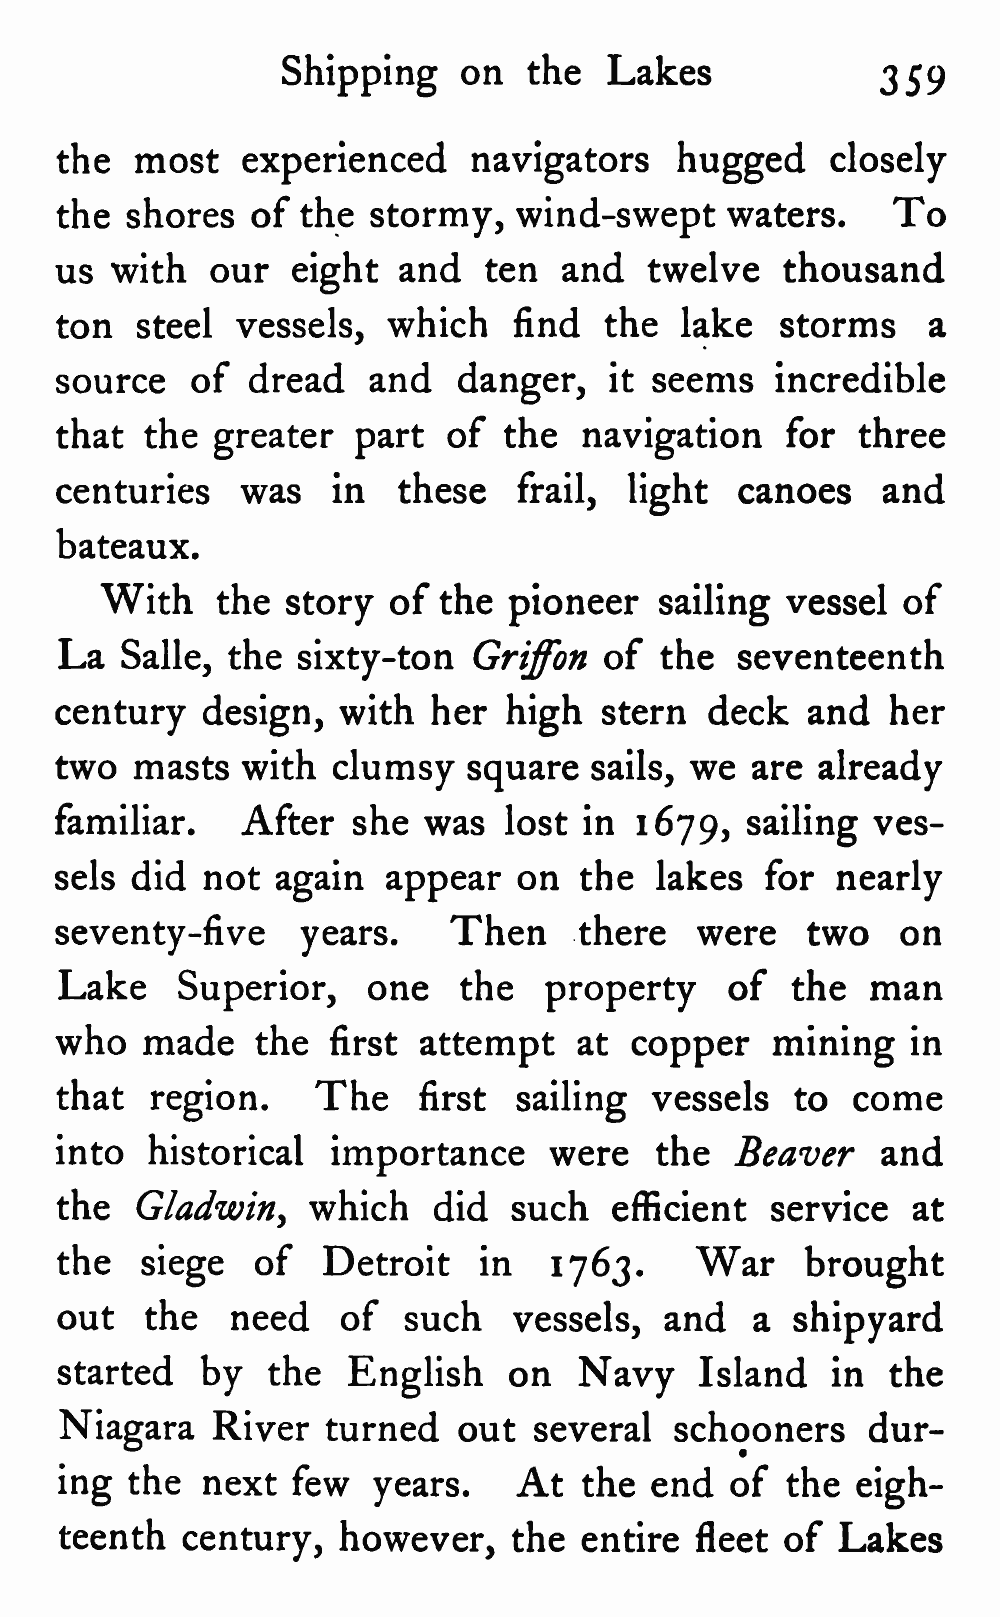 Shipping on the Lakes 359
the most experienced navigators hugged closely
the shores of the stormy, wind-swept waters. To
us with our eight and ten and twelve thousand
ton steel vessels, which find the lake storms a
source of dread and danger, it seems incredible
that the greater part of the navigation for three
centuries was in these frail, light canoes and
bateaux.
With the story of the pioneer sailing vessel of
La Salle, the sixty-ton Griffon of the seventeenth
century design, with her high stern deck and her
two masts with clumsy square sails, we are already
familiar. After she was lost in 1679, sailing ves-
sels did not again appear on the lakes for nearly
seventy-five years. Then there were two on
Lake Superior, one the property of the man
who made the first attempt at copper mining in
that region. The first sailing vessels to come
into historical importance were the Beaver and
the Gladwin, which did such efficient service at
the siege of Detroit in 1763. War brought
out the need of such vessels, and a shipyard
started by the English on Navy Island in the
Niagara River turned out several schooners dur-
ing the next few years. At the end of the eigh-
teenth century, however, the entire fleet of Lakes